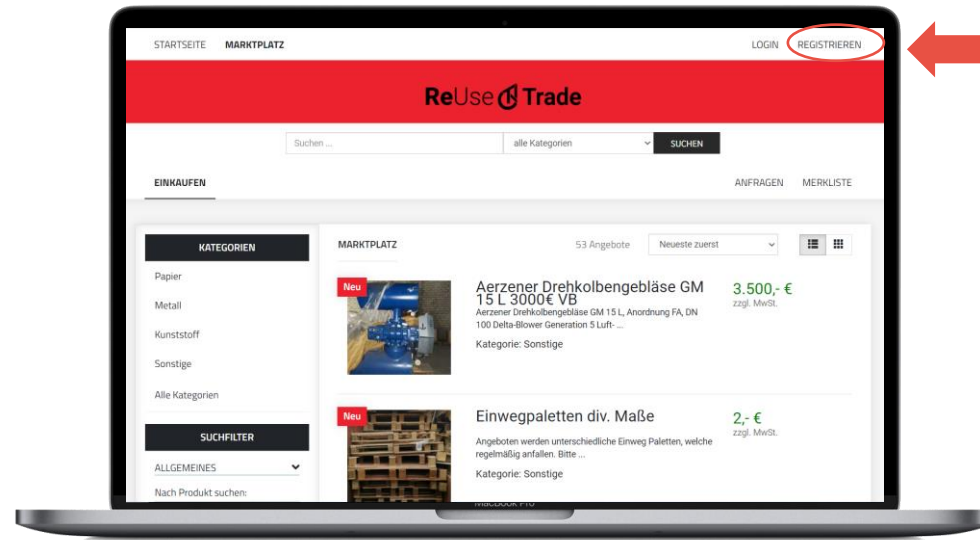 STARTSEITE MARKTPLATZ LOGIN REGISTRIEREN
ReUse Trade
Suchen ... alle Kategorien SUCHEN
EINKAUFEN ANFRAGEN MERKLISTE
KATEGORIEN
Papier
Metall
Kunststoff
Sonstige
Alle Kategorien
SUCHFILTER
ALLGEMEINES
Nach Produkt suchen:
MARKTPLATZ 53 Angebote Neueste zuerst
Neu
Aerzener Drehkolbengebläse GM
15 L 3000€ VB
Aerzener Drehkolbengebläse GM 15 L, Anordnung FA, DN
100 Delta-Blower Generation 5 Luft- ...
Kategorie: Sonstige
3.500,- €
zzgl. MwSt.
Neu
Einwegpaletten div. Maße
Angeboten werden unterschiedliche Einweg Paletten, welche
regelmäßig anfallen. Bitte ...
Kategorie: Sonstige
2,- €
zzgl. MwSt.
MacBook Pro